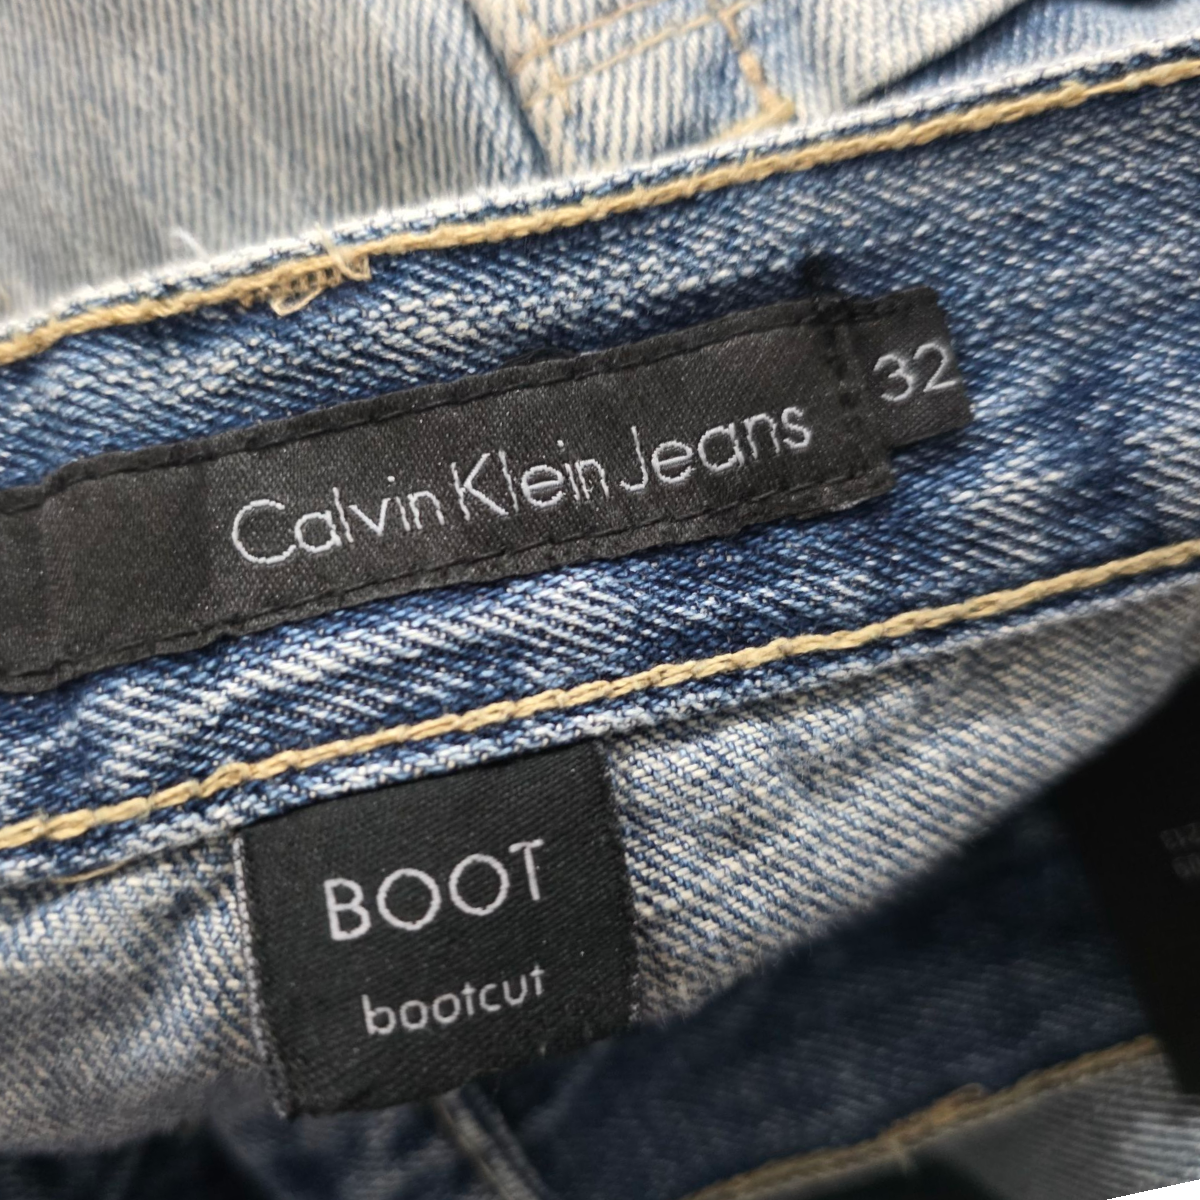 Calvin Klein Jeans
32
BOOT
bootcut